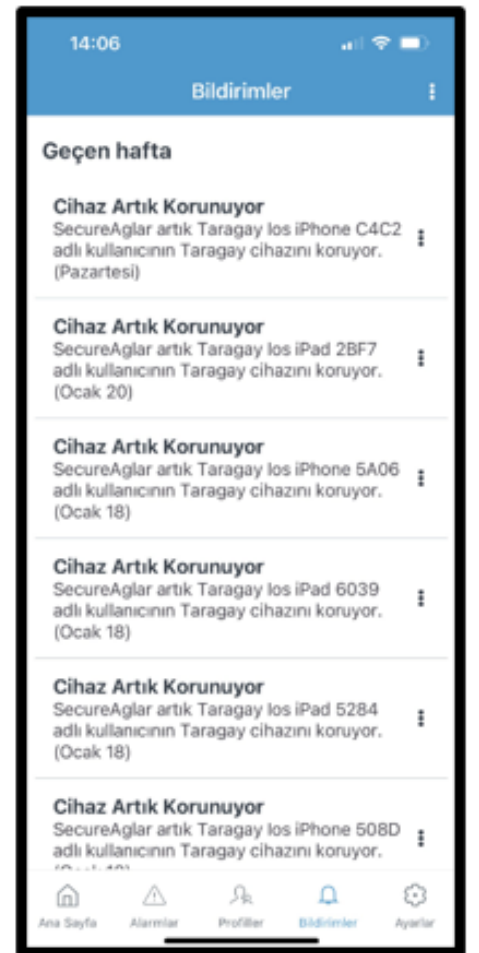 14:06
Bildirimler
Geçen hafta
Cihaz Artık Korunuyor
SecureAglar artık Taragay Ios iPhone C4C2
adlı kullanıcının Taragay cihazını koruyor.
(Pazartesi)
Cihaz Artık Korunuyor
SecureAglar artık Taragay Ios iPad 2BF7
adlı kullanıcının Taragay cihazını koruyor.
(Ocak 20)
Cihaz Artık Korunuyor
SecureAglar artık Taragay Ios iPhone 5A06
adlı kullanıcının Taragay cihazını koruyor.
(Ocak 18)
Cihaz Artık Korunuyor
SecureAglar artık Taragay Ios iPad 6039
adlı kullanıcının Taragay cihazını koruyor.
(Ocak 18)
Cihaz Artık Korunuyor
SecureAglar artık Taragay Ios iPad 5284
adlı kullanıcının Taragay cihazını koruyor.
(Ocak 18)
Cihaz Artık Korunuyor
SecureAglar artık Taragay Ios iPhone 508D
adlı kullanıcının Taragay cihazını koruyor.
Ana Sayfa Alarmlar Profiller Bildirimler Ayarlar